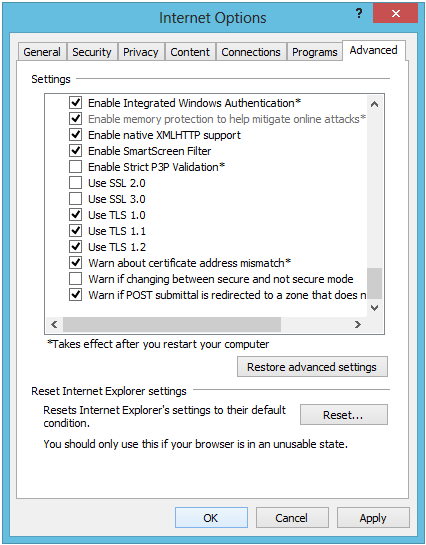 Internet Options
? ×
General Security Privacy Content Connections Programs Advanced
Settings
Enable Integrated Windows Authentication*
Enable memory protection to help mitigate online attacks*
Enable native XMLHTTP support
Enable SmartScreen Filter
Enable Strict P3P Validation*
Use SSL 2.0
Use SSL 3.0
Use TLS 1.0
Use TLS 1.1
Use TLS 1.2
Warn about certificate address mismatch*
Warn if changing between secure and not secure mode
Warn if POST submittal is redirected to a zone that does n
*Takes effect after you restart your computer
Restore advanced settings
Reset Internet Explorer settings
Resets Internet Explorer's settings to their default
condition.
Reset...
You should only use this if your browser is in an unusable state.
OK Cancel Apply